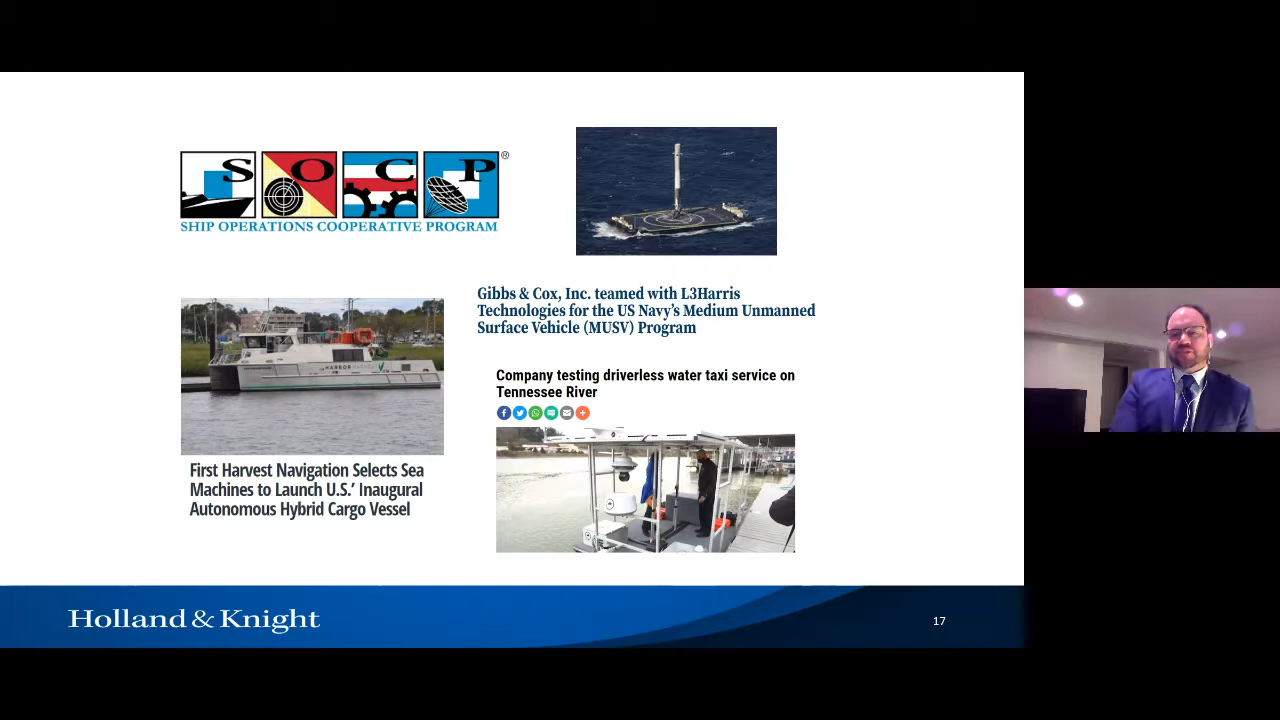 S O C P ®
SHIP OPERATIONS COOPERATIVE PROGRAM
Gibbs & Cox, Inc. teamed with L3Harris
Technologies for the US Navy's Medium Unmanned
Surface Vehicle (MUSV) Program
HARBOR
First Harvest Navigation Selects Sea
Machines to Launch U.S.' Inaugural
Autonomous Hybrid Cargo Vessel
Company testing driverless water taxi service on
Tennessee River
Holland & Knight
17